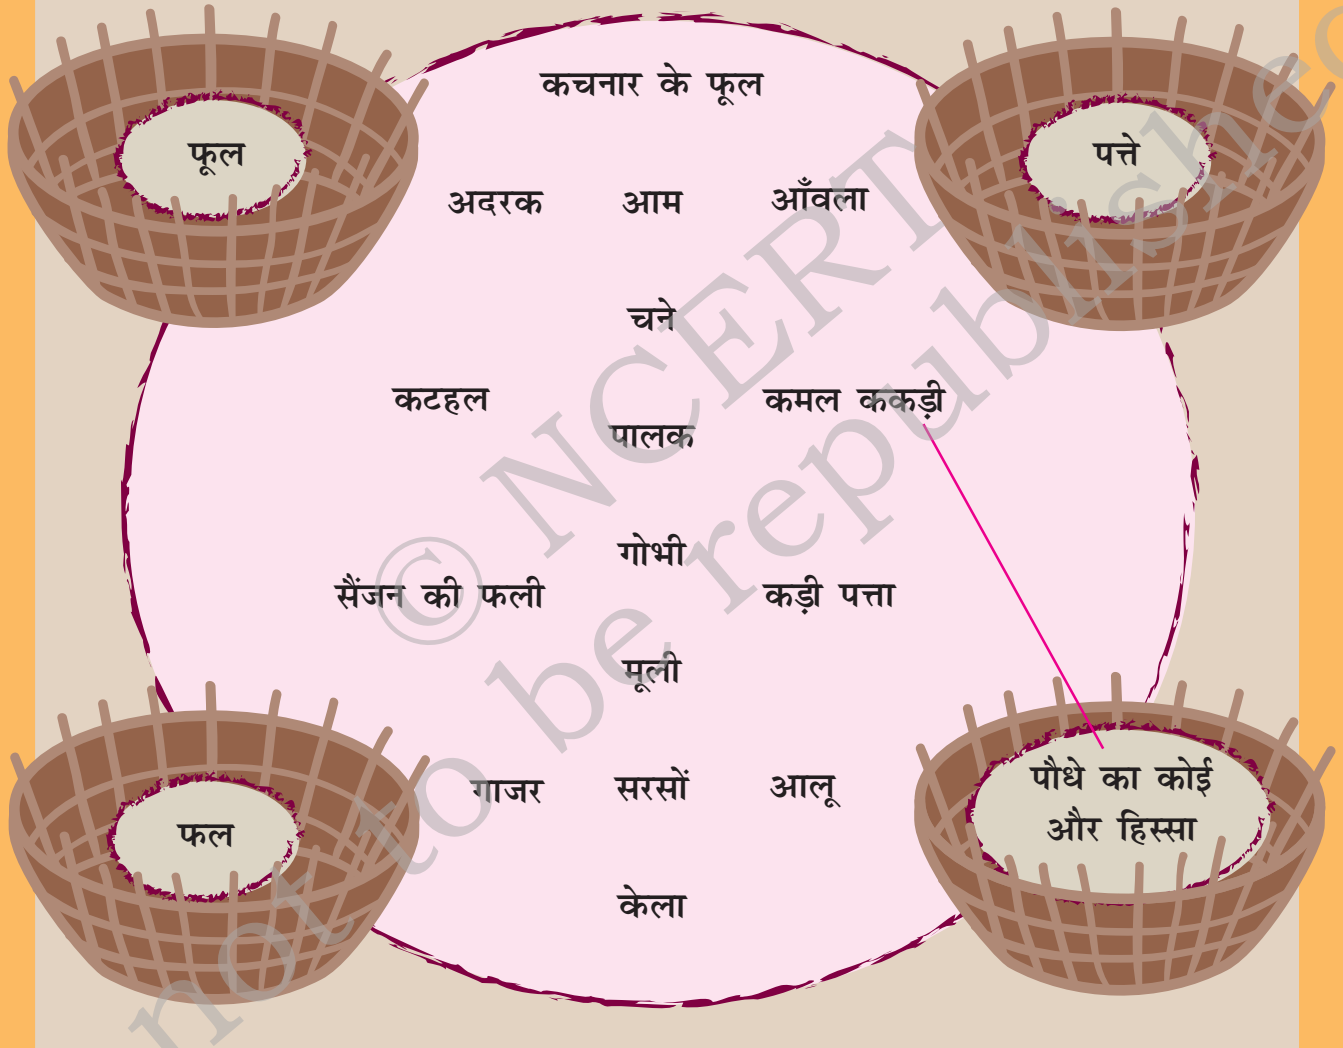 कचनार के फूल
फूल
पत्ते
अदरक आम आँवला
चने
कटहल
कमल ककड़ी
पालक
गोभी
सैंजन की फली
कड़ी पत्ता
मूली
गाजर सरसों आलू
पौधे का कोई
और हिस्सा
फल
केला
© NCERT
not to be republished